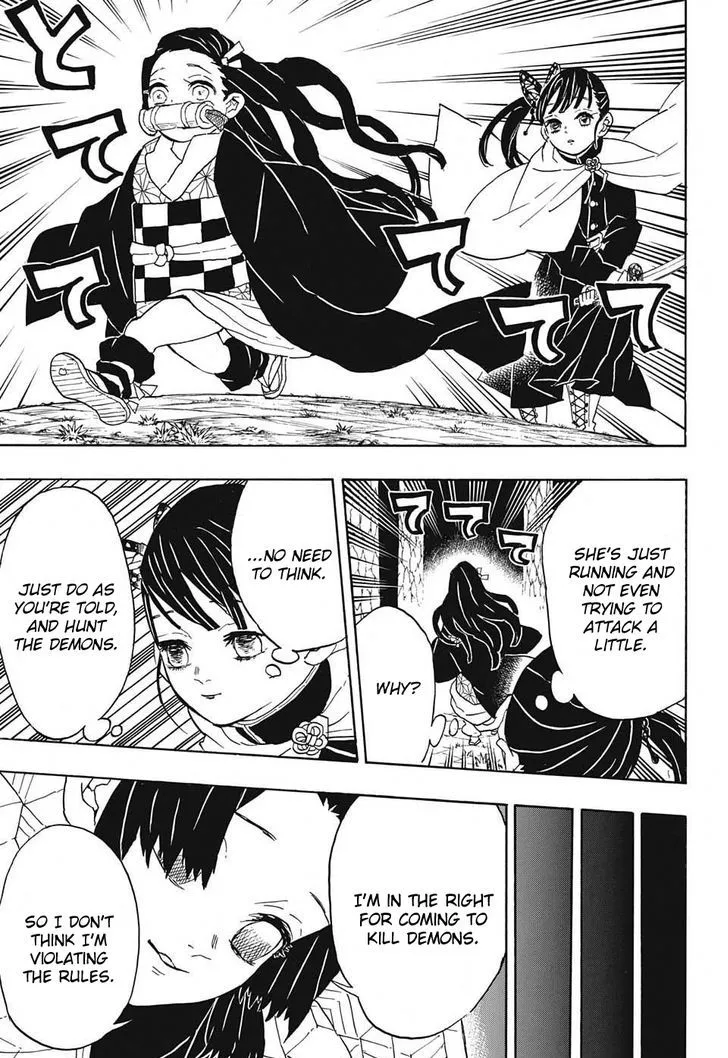 と
て
て
て
て
て
て
て
て
SHE'S JUST
RUNNING AND
NOT EVEN
TRYING TO
ATTACK A
LITTLE.
WHY?
...NO NEED
TO THINK.
JUST DO AS
YOU'RE TOLD,
AND HUNT
THE DEMONS.
I'M IN THE RIGHT
FOR COMING TO
KILL DEMONS.
SO I DON'T
THINK I'M
VIOLATING
THE RULES.